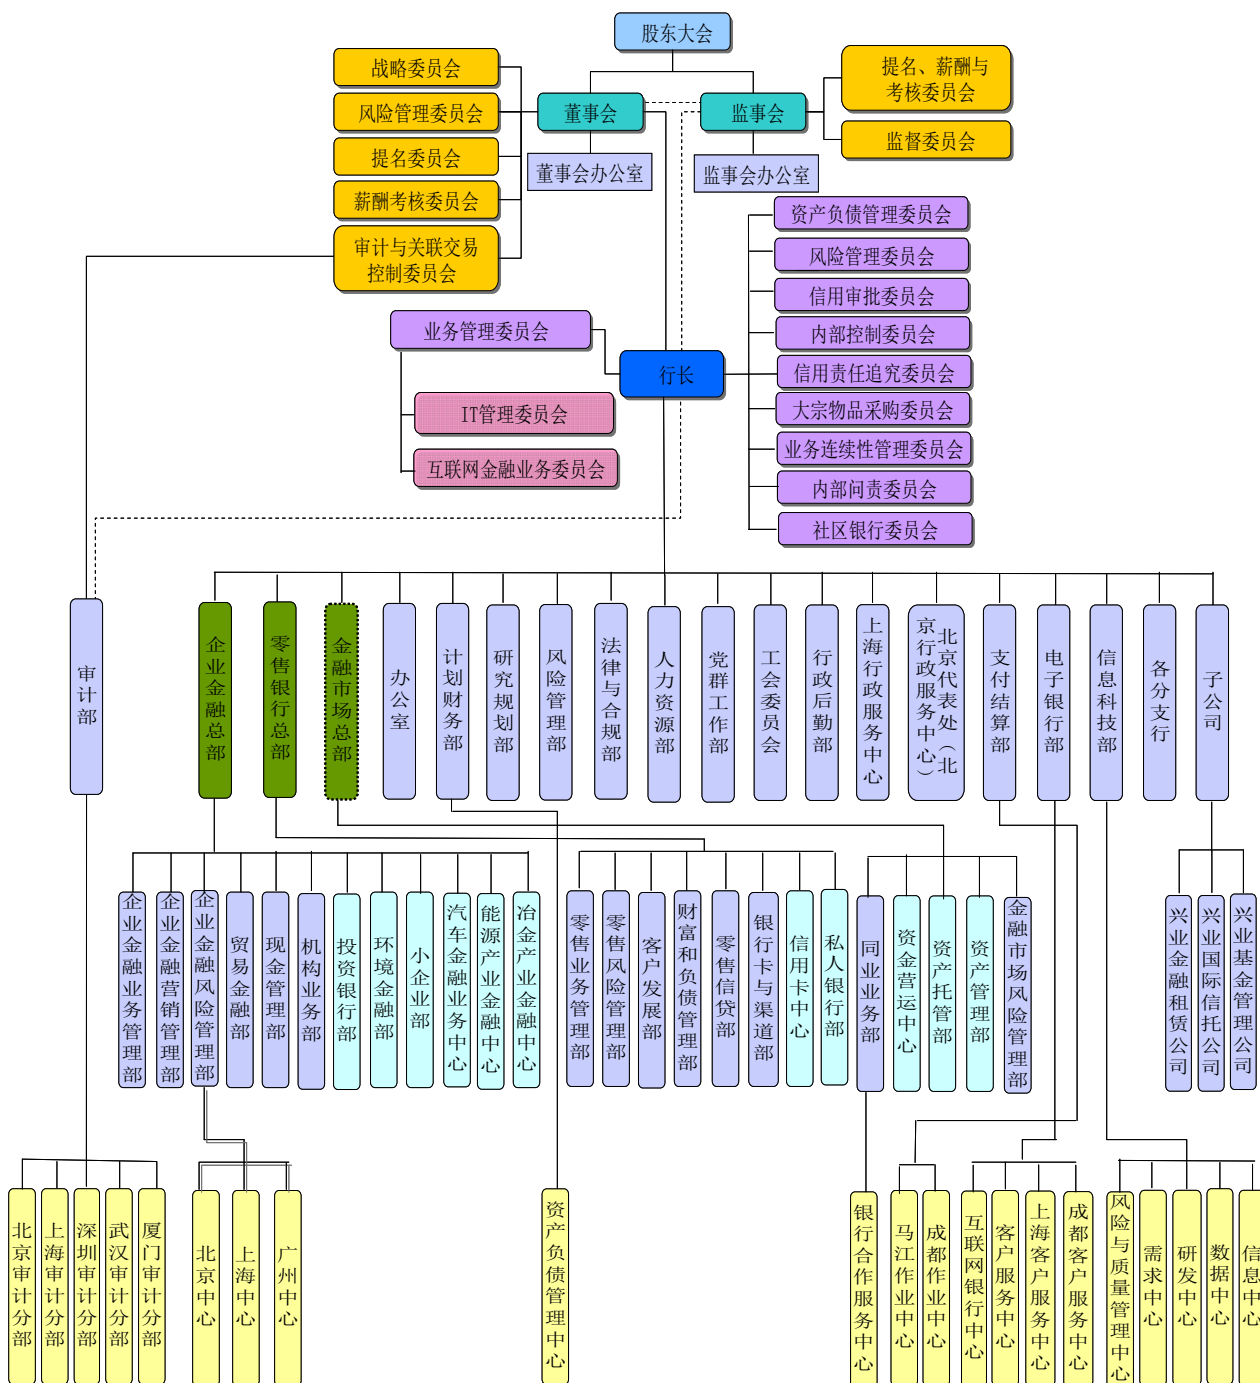 股东大会
战略委员会
风险管理委员会
提名委员会
薪酬考核委员会
审计与关联交易
控制委员会
董事会
监事会
董事会办公室
监事会办公室
提名、薪酬与
考核委员会
监督委员会
资产负债管理委员会
风险管理委员会
信用审批委员会
内部控制委员会
信用责任追究委员会
大宗物品采购委员会
业务连续性管理委员会
内部问责委员会
社区银行委员会
业务管理委员会
行长
IT管理委员会
互联网金融业务委员会
审计部
企业金融总部
零售银行总部
金融市场总部
办公室
计划财务部
研究规划部
风险管理部
法律与合规部
人力资源部
党群工作部
工会委员会
行政后勤部
上海行政服务中心
北京代表处（北
京行政服务中心）
支付结算部
电子银行部
信息科技部
各分支行
子公司
企业金融业务管理部
企业金融营销管理部
企业金融风险管理部
贸易金融部
现金管理部
机构业务部
投资银行部
环境金融部
小企业部
汽车金融业务中心
能源产业金融中心
冶金产业金融中心
零售业务管理部
零售风险管理部
客户发展部
财富和负债管理部
零售信贷部
银行卡与渠道部
信用卡中心
私人银行部
同业业务部
资金营运中心
资产托管部
资产管理部
金融市场风险管理部
兴业金融租赁公司
兴业国际信托公司
兴业基金管理公司
北京审计分部
上海审计分部
深圳审计分部
武汉审计分部
厦门审计分部
北京中心
上海中心
广州中心
资产负债管理中心
银行合作服务中心
马江作业中心
成都作业中心
互联网银行中心
客户服务中心
上海客户服务中心
成都客户服务中心
风险与质量管理中心
需求中心
研发中心
数据中心
信息中心